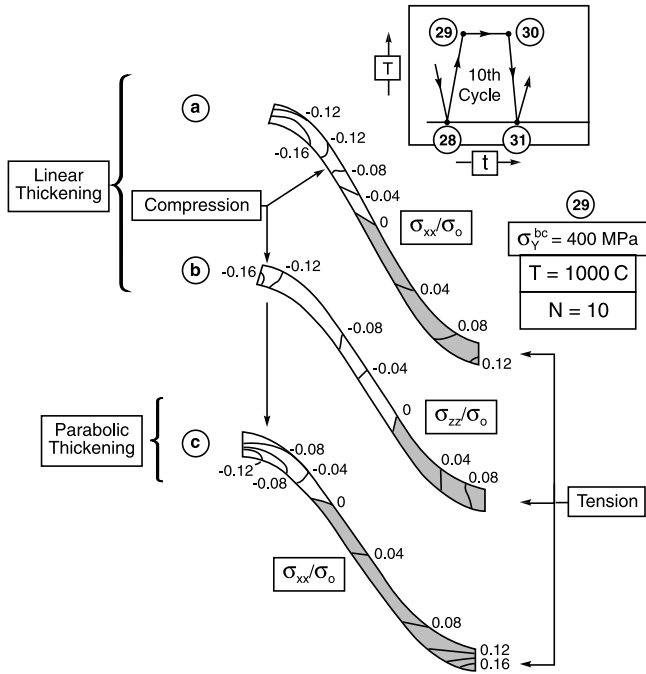 29
30
T
10th
Cycle
28
31
t
a
-0.12
-0.12
-0.16
-0.08
-0.04
0
0.04
0.08
0.12
Linear
Thickening
Compression
σxx/σo
29
σY^bc = 400 MPa
T = 1000 C
N = 10
b
-0.16
-0.12
-0.08
-0.04
0
0.04
0.08
σzz/σo
Parabolic
Thickening
c
-0.08
-0.04
-0.12
-0.08
0
0.04
0.08
0.12
0.16
σxx/σo
Tension